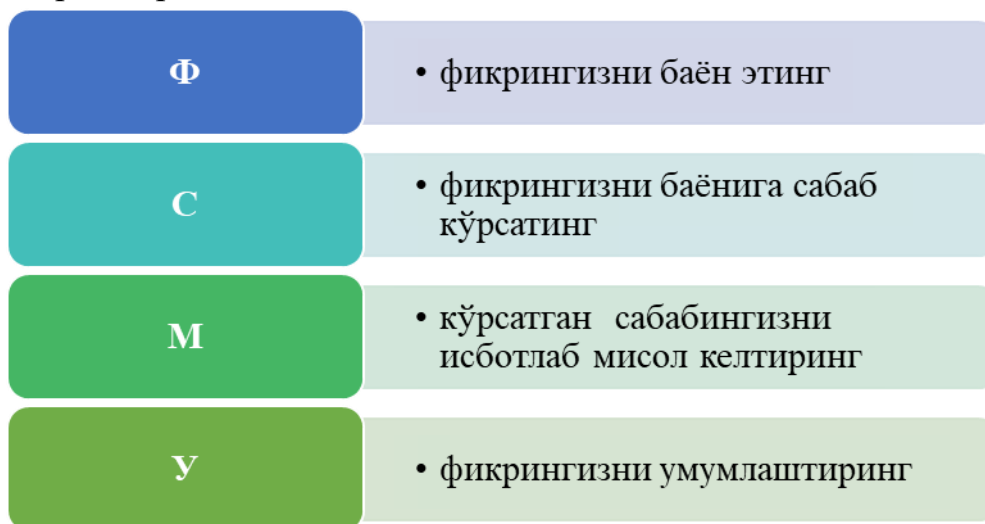 Ф
• фикрингизни баён этинг
С
• фикрингизни баёнига сабаб
кўрсатинг
М
• кўрсатган сабабингизни
исботлаб мисол келтиринг
У
• фикрингизни умумлаштиринг